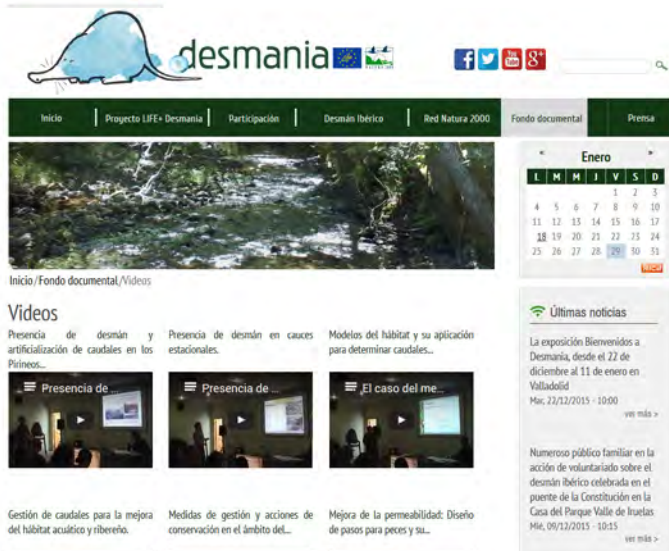 desmania
Inicio
Proyecto LIFE+ Desmania
Participación
Desmán Ibérico
Red Natura 2000
Fondo documental
Prensa
« Enero »
L M M J V S D
1 2 3
4 5 6 7 8 9 10
11 12 13 14 15 16 17
18 19 20 21 22 23 24
25 26 27 28 29 30 31
Inicio/Fondo documental/Videos
Videos
Presencia de desmán y
artificialización de caudales en los
Pirineos...
Presencia de desmán en cauces
estacionales.
Modelos del hábitat y su aplicación
para determinar caudales...
Presencia de ...
Presencia de ...
El caso del me...
Gestión de caudales para la mejora
del hábitat acuático y ribereño.
Medidas de gestión y acciones de
conservación en el ámbito del...
Mejora de la permeabilidad: Diseño
de pasos para peces y su...
Últimas noticias
La exposición Bienvenidos a
Desmania, desde el 22 de
diciembre al 11 de enero en
Valladolid
Mar, 22/12/2015 - 10:00
ver más >
Numeroso público familiar en la
acción de voluntariado sobre el
desmán ibérico celebrada en el
puente de la Constitución en la
Casa del Parque Valle de Iruelas
Mié, 09/12/2015 - 10:15
ver más >